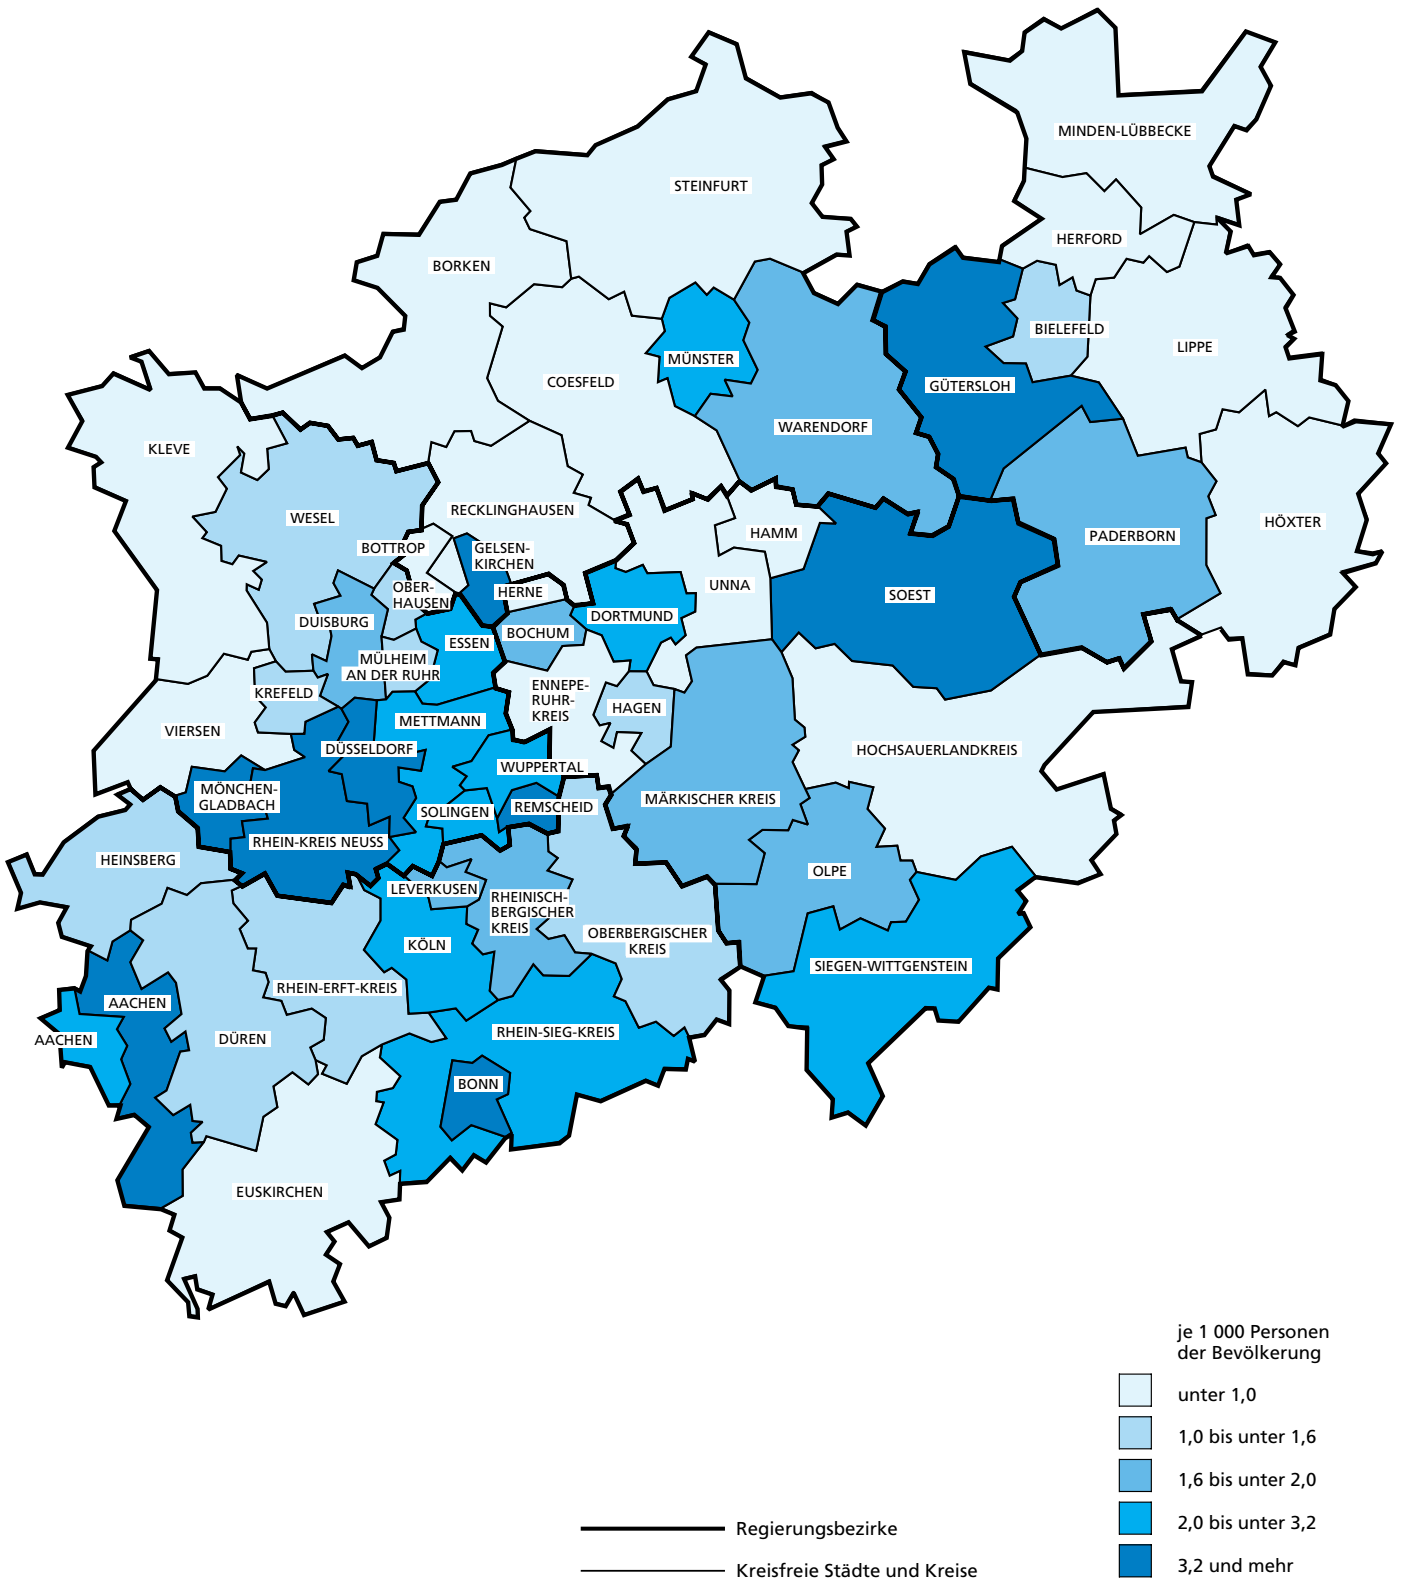 MINDEN-LÜBBECKE
STEINFURT
HERFORD
BORKEN
BIELEFELD
LIPPE
MÜNSTER
COESFELD
GÜTERSLOH
WARENDORF
KLEVE
RECKLINGHAUSEN
WESEL
HÖXTER
HAMM
PADERBORN
BOTTROP
GELSEN-
KIRCHEN
UNNA
OBER-
HAUSEN
HERNE
SOEST
DORTMUND
DUISBURG
BOCHUM
ESSEN
MÜLHEIM
AN DER RUHR
KREFELD
ENNEPE-
RUHR-
KREIS
HAGEN
METTMANN
VIERSEN
DÜSSELDORF
HOCHSAUERLANDKREIS
WUPPERTAL
MÖNCHEN-
GLADBACH
MÄRKISCHER KREIS
REMSCHEID
SOLINGEN
RHEIN-KREIS NEUSS
HEINSBERG
OLPE
LEVERKUSEN
RHEINISCH-
BERGISCHER
KREIS
OBERBERGISCHER
KREIS
KÖLN
SIEGEN-WITTGENSTEIN
RHEIN-ERFT-KREIS
AACHEN
RHEIN-SIEG-KREIS
AACHEN
DÜREN
BONN
EUSKIRCHEN
je 1 000 Personen
der Bevölkerung
unter 1,0
1,0 bis unter 1,6
1,6 bis unter 2,0
2,0 bis unter 3,2
3,2 und mehr
Regierungsbezirke
Kreisfreie Städte und Kreise